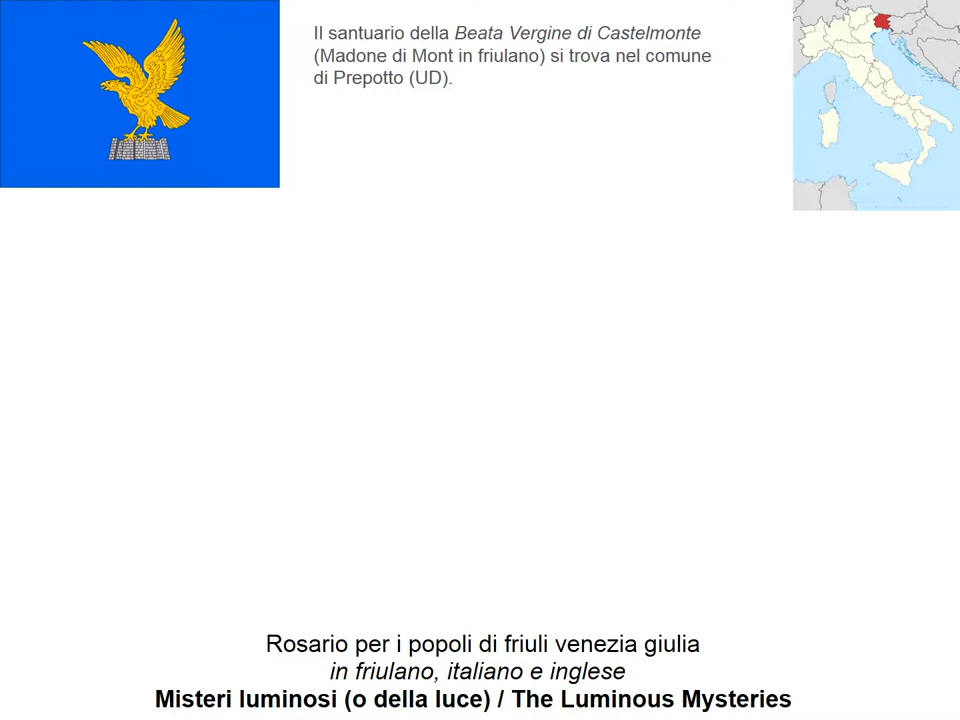 Il santuario della Beata Vergine di Castelmonte
(Madone di Mont in friulano) si trova nel comune
di Prepotto (UD).
Rosario per i popoli di friuli venezia giulia
in friulano, italiano e inglese
Misteri luminosi (o della luce) / The Luminous Mysteries